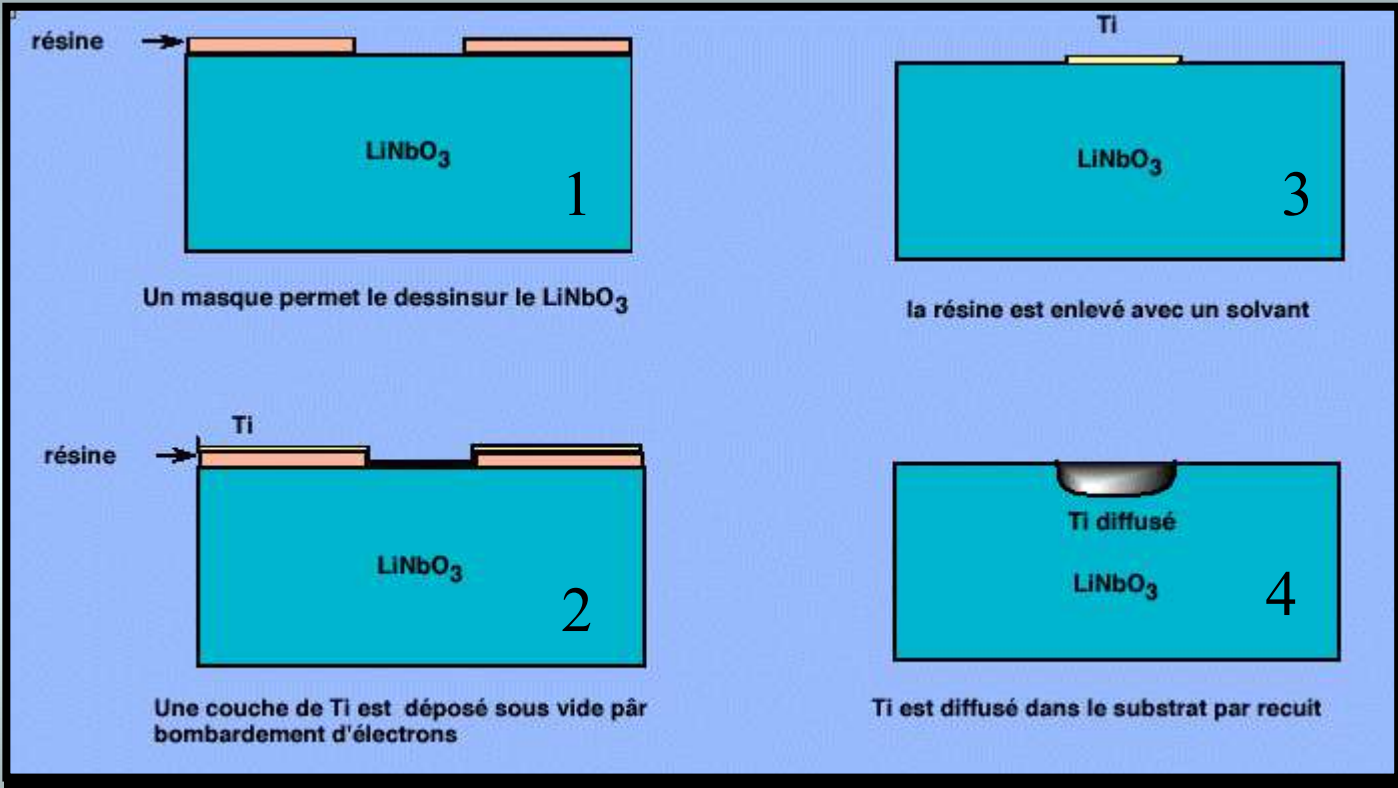 résine
LiNbO3
1
Un masque permet le dessinsur le LiNbO3
Ti
résine
LiNbO3
2
Une couche de Ti est déposé sous vide pâr
bombardement d'électrons
Ti
LiNbO3
3
la résine est enlevé avec un solvant
Ti diffusé
LiNbO3
4
Ti est diffusé dans le substrat par recuit